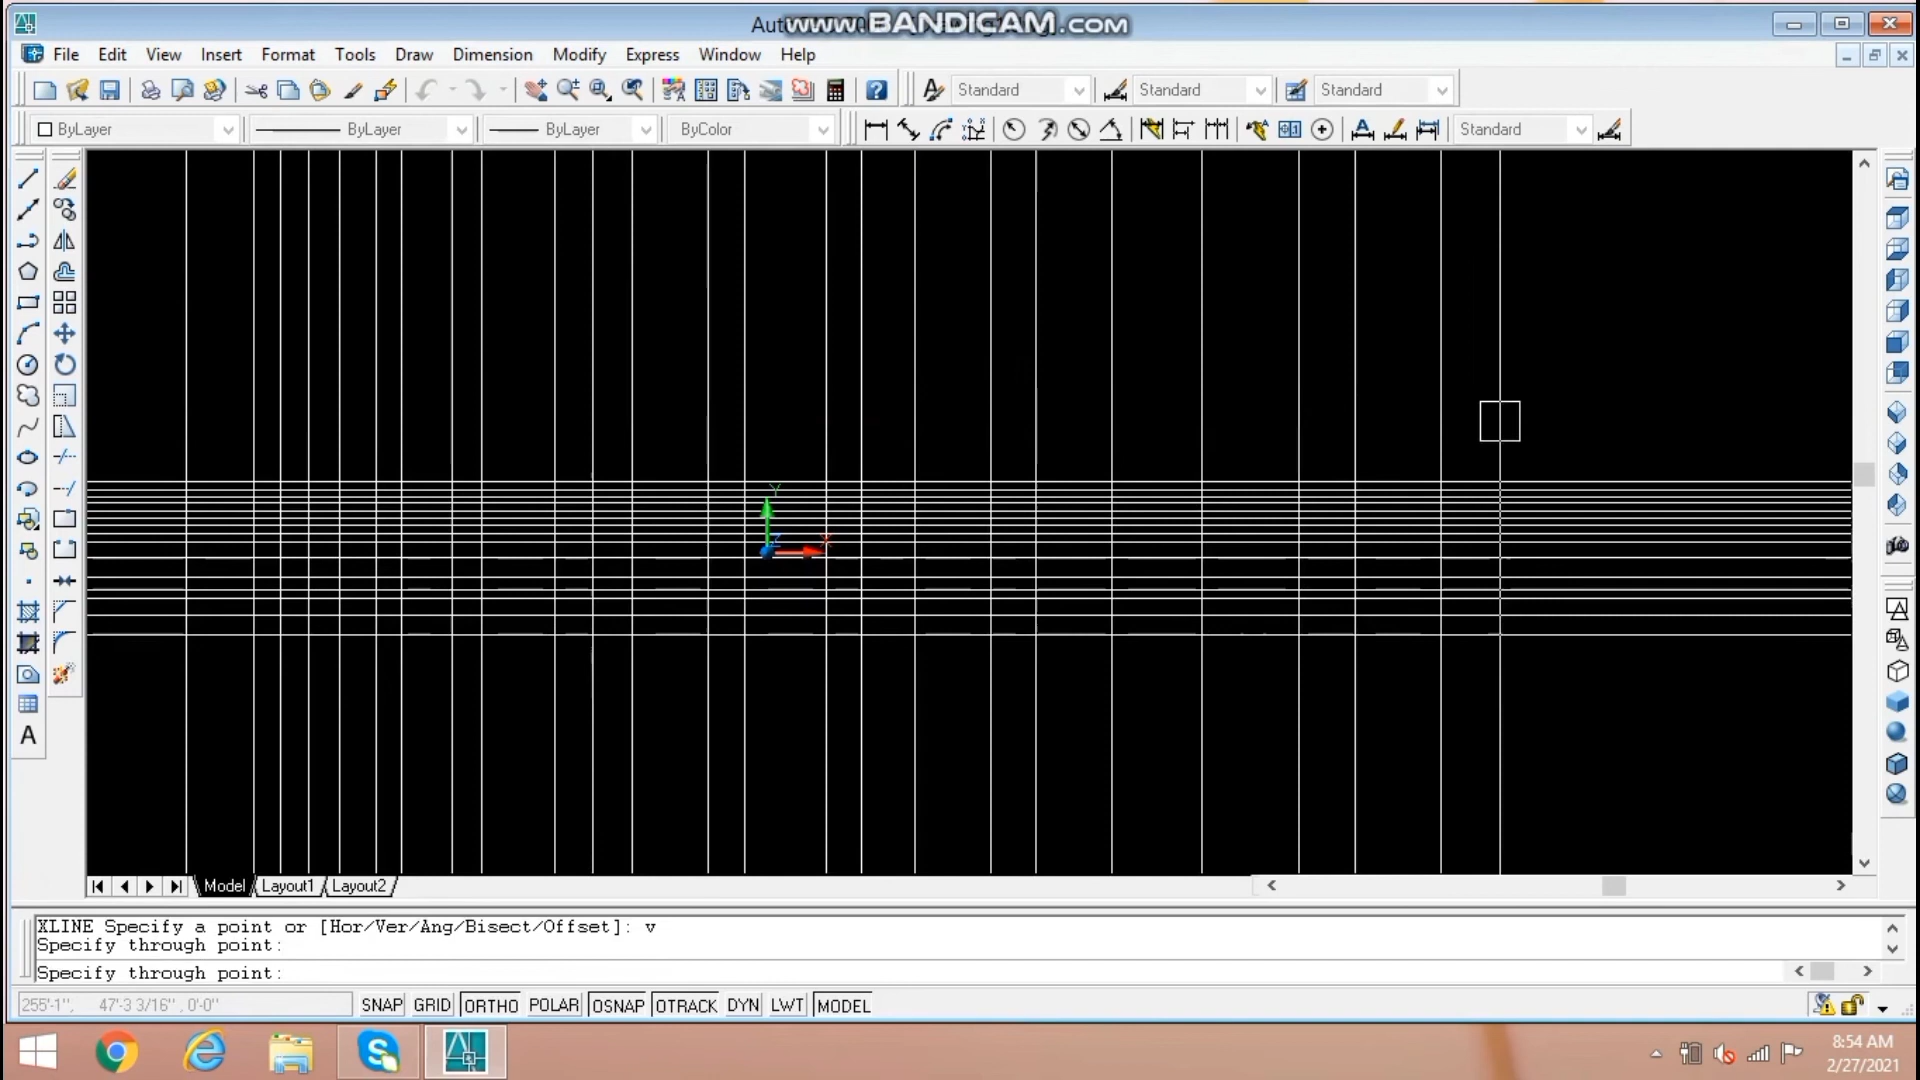 Auto
www.BANDICAM.com
File Edit View Insert Format Tools Draw Dimension Modify Express Window Help
Standard Standard Standard
ByLayer ByLayer ByLayer ByColor Standard
A
Y
Z X
Model Layout1 Layout2
XLINE Specify a point or [Hor/Ver/Ang/Bisect/Offset]: v
Specify through point:
Specify through point:
255'-1", 47'-3 3/16", 0'-0" SNAP GRID ORTHO POLAR OSNAP OTRACK DYN LWT MODEL
8:54 AM
2/27/2021